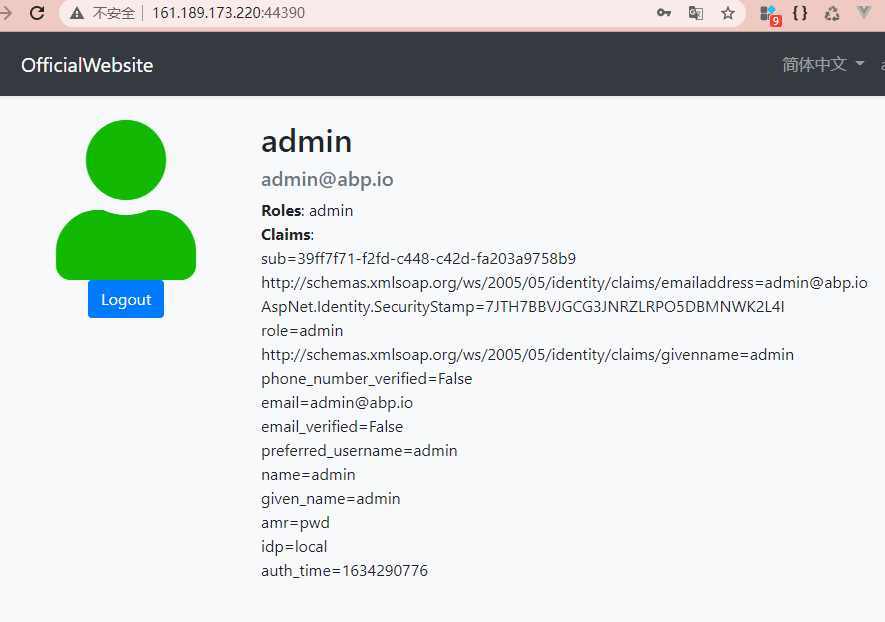 不安全 161.189.173.220:44390
9
{}
OfficialWebsite
简体中文
admin
admin@abp.io
Roles: admin
Claims:
sub=39ff7f71-f2fd-c448-c42d-fa203a9758b9
http://schemas.xmlsoap.org/ws/2005/05/identity/claims/emailaddress=admin@abp.io
AspNet.Identity.SecurityStamp=7JTH7BBVJGCG3JNRZLRPO5DBMNWK2L4I
role=admin
http://schemas.xmlsoap.org/ws/2005/05/identity/claims/givenname=admin
phone_number_verified=False
email=admin@abp.io
email_verified=False
preferred_username=admin
name=admin
given_name=admin
amr=pwd
idp=local
auth_time=1634290776
Logout